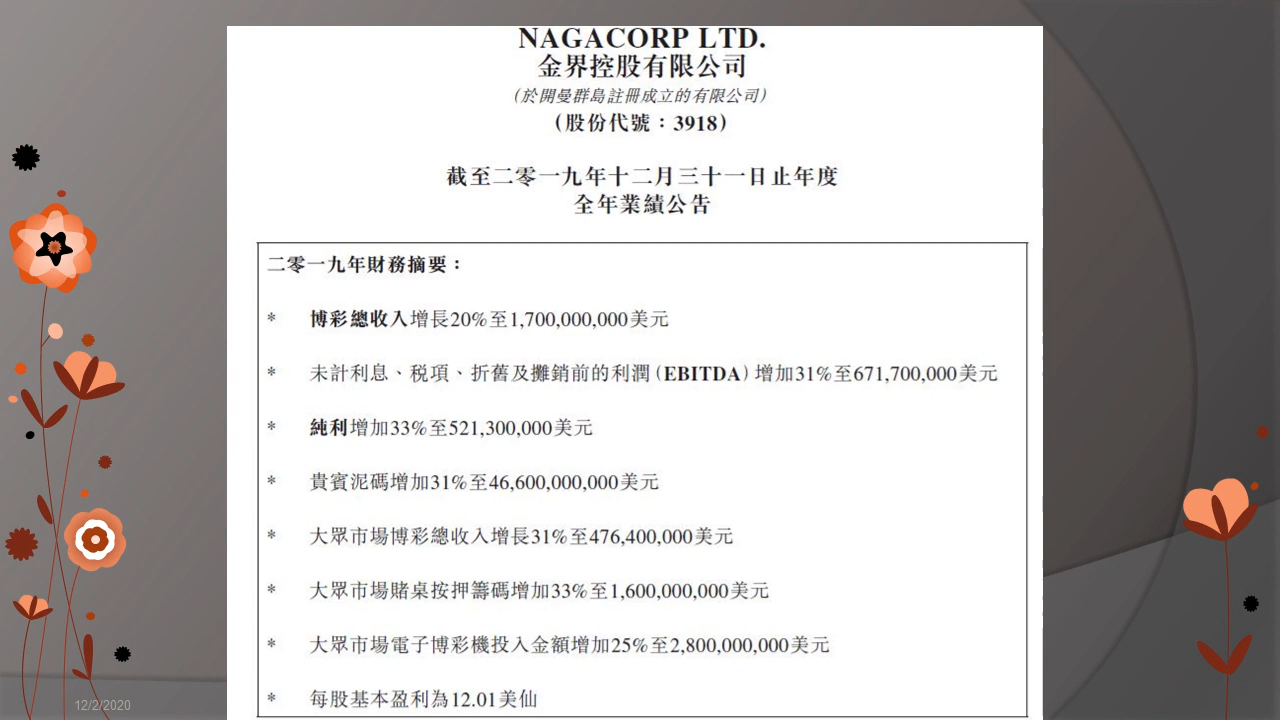 NAGACORP LTD.
金界控股有限公司
(於開曼群島註冊成立的有限公司)
(股份代號：3918)
截至二零一九年十二月三十一日止年度
全年業績公告
二零一九年財務摘要：
* 博彩總收入增長20%至1,700,000,000美元
* 未計利息、税項、折舊及攤銷前的利潤(EBITDA)增加31%至671,700,000美元
* 純利增加33%至521,300,000美元
* 貴賓泥碼增加31%至46,600,000,000美元
* 大眾市場博彩總收入增長31%至476,400,000美元
* 大眾市場賭桌按押籌碼增加33%至1,600,000,000美元
* 大眾市場電子博彩機投入金額增加25%至2,800,000,000美元
* 每股基本盈利為12.01美仙
12/2/2020